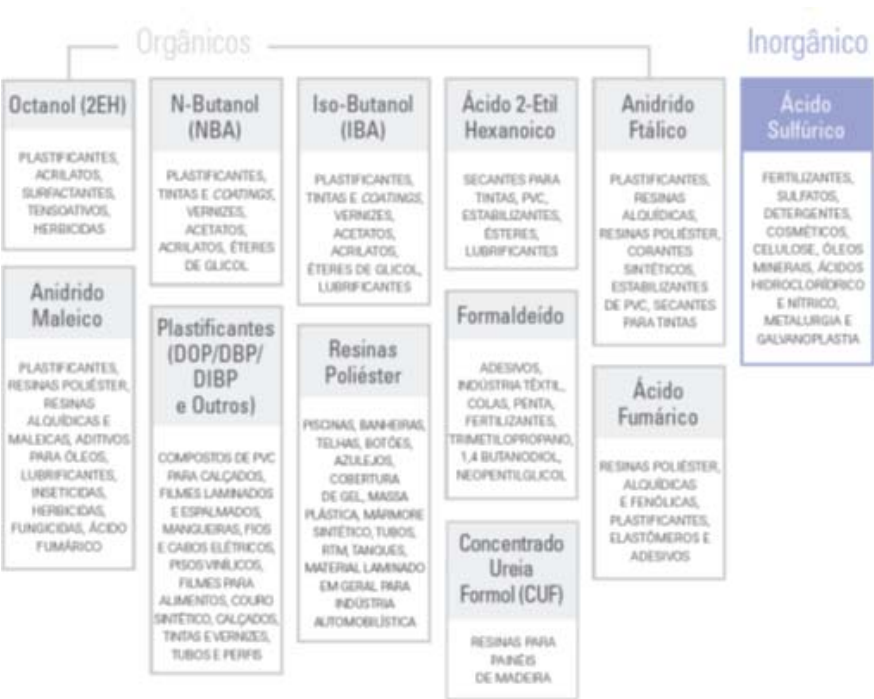 Orgânicos
Inorgânico
Octanol (2EH)
PLASTIFICANTES,
ACRILATOS,
SURFACTANTES,
TENSOATIVOS,
HERBICIDAS
Anidrido
Maleico
PLASTIFICANTES,
RESINAS POLIÉSTER,
RESINAS
ALQUÍDICAS E
MALEICAS, ADITIVOS
PARA ÓLEOS,
LUBRIFICANTES,
INSETICIDAS,
HERBICIDAS,
FUNGICIDAS, ÁCIDO
FUMÁRICO
N-Butanol
(NBA)
PLASTIFICANTES,
TINTAS E COATINGS,
VERNIZES,
ACETATOS,
ACRILATOS, ÉTERES
DE GLICOL
Plastificantes
(DOP/DBP/
DIBP
e Outros)
COMPOSTOS DE PVC
PARA CALÇADOS,
FILMES LAMINADOS
E ESPALMADOS,
MANGUEIRAS, FIOS
E CABOS ELÉTRICOS,
PISOS VINÍLICOS,
FILMES PARA
ALIMENTOS, COURO
SINTÉTICO, CALÇADOS,
TINTAS E VERNIZES,
TUBOS E PERFIS
Iso-Butanol
(IBA)
PLASTIFICANTES,
TINTAS E COATINGS,
VERNIZES,
ACETATOS,
ACRILATOS,
ÉTERES DE GLICOL,
LUBRIFICANTES
Resinas
Poliéster
PISCINAS, BANHEIRAS,
TELHAS, BOTÕES,
AZULEJOS,
COBERTURA
DE GEL, MASSA
PLÁSTICA, MÁRMORE
SINTÉTICO, TUBOS,
RTM, TANQUES,
MATERIAL LAMINADO
EM GERAL PARA
INDÚSTRIA
AUTOMOBILÍSTICA
Ácido 2-Etil
Hexanoico
SECANTES PARA
TINTAS, PVC,
ESTABILIZANTES,
ÉSTERES,
LUBRIFICANTES
Formaldeído
ADESIVOS,
INDÚSTRIA TÊXTIL,
COLAS, PENTA,
FERTILIZANTES,
TRIMETILOPROPANO,
1,4 BUTANODIOL,
NEOPENTILGLICOL
Concentrado
Ureia
Formol (CUF)
RESINAS PARA
PAINÉIS
DE MADEIRA
Anidrido
Ftálico
PLASTIFICANTES,
RESINAS
ALQUÍDICAS,
RESINAS POLIÉSTER,
CORANTES
SINTÉTICOS,
ESTABILIZANTES
DE PVC, SECANTES
PARA TINTAS
Ácido
Fumárico
RESINAS POLIÉSTER,
ALQUÍDICAS
E FENÓLICAS,
PLASTIFICANTES,
ELASTÔMEROS E
ADESIVOS
Ácido
Sulfúrico
FERTILIZANTES,
SULFATOS,
DETERGENTES,
COSMÉTICOS,
CELULOSE, ÓLEOS
MINERAIS, ÁCIDOS
HIDROCLORÍDRICO
E NÍTRICO,
METALURGIA E
GALVANOPLASTIA